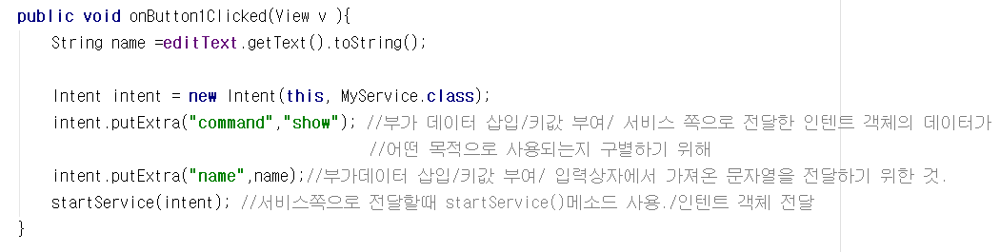 public void onButton1Clicked(View v ){
String name =editText.getText().toString();
Intent intent = new Intent(this, MyService.class);
intent.putExtra("command","show"); //부가 데이터 삽입/키값 부여/ 서비스 쪽으로 전달한 인텐트 객체의 데이터가
//어떤 목적으로 사용되는지 구별하기 위해
intent.putExtra("name",name);//부가데이터 삽입/키값 부여/ 입력상자에서 가져온 문자열을 전달하기 위한 것.
startService(intent); //서비스쪽으로 전달할때 startService()메소드 사용./인텐트 객체 전달
}